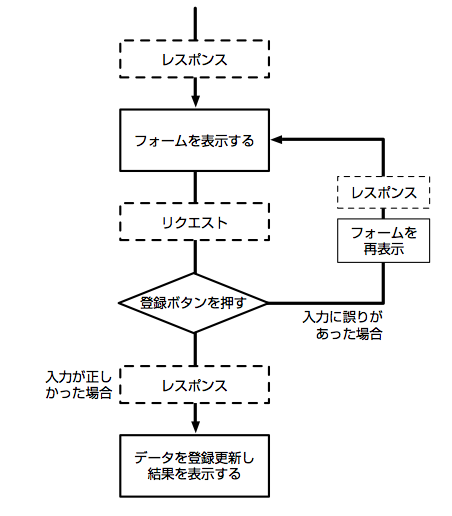 レスポンス
フォームを表示する
レスポンス
リクエスト
フォームを
再表示
登録ボタンを押す
入力に誤りが
あった場合
入力が正し
かった場合
レスポンス
データを登録更新し
結果を表示する